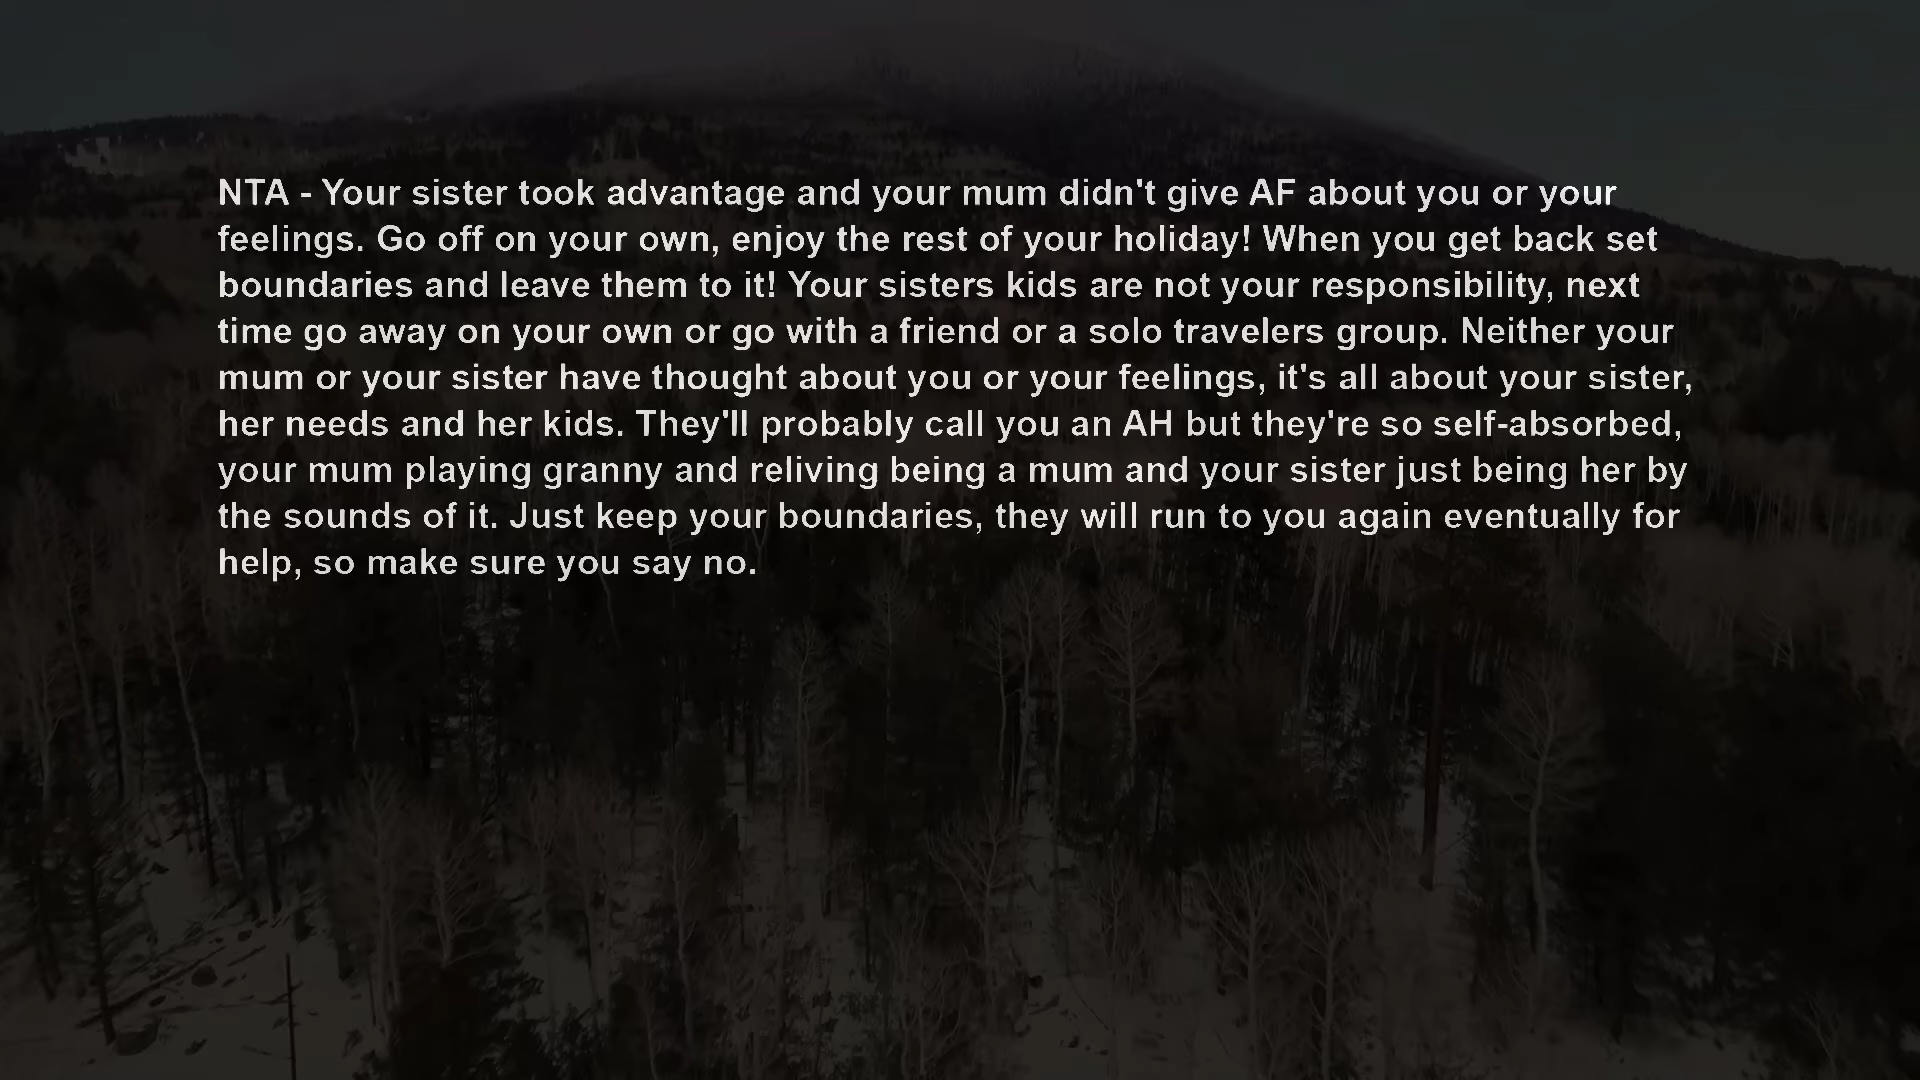 NTA - Your sister took advantage and your mum didn't give AF about you or your
feelings. Go off on your own, enjoy the rest of your holiday! When you get back set
boundaries and leave them to it! Your sisters kids are not your responsibility, next
time go away on your own or go with a friend or a solo travelers group. Neither your
mum or your sister have thought about you or your feelings, it's all about your sister,
her needs and her kids. They'll probably call you an AH but they're so self-absorbed,
your mum playing granny and reliving being a mum and your sister just being her by
the sounds of it. Just keep your boundaries, they will run to you again eventually for
help, so make sure you say no.